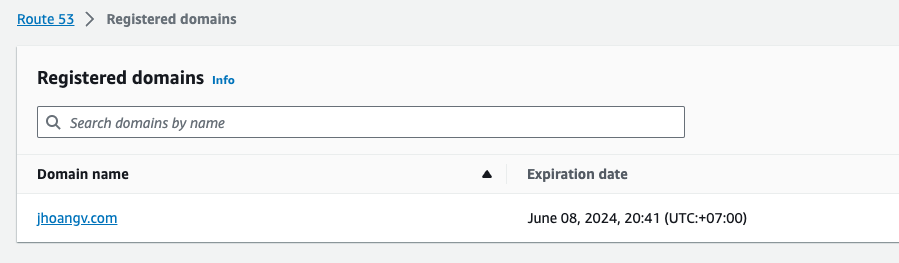 Route 53 > Registered domains
Registered domains Info
Search domains by name
Domain name Expiration date
jhoangv.com June 08, 2024, 20:41 (UTC:+07:00)